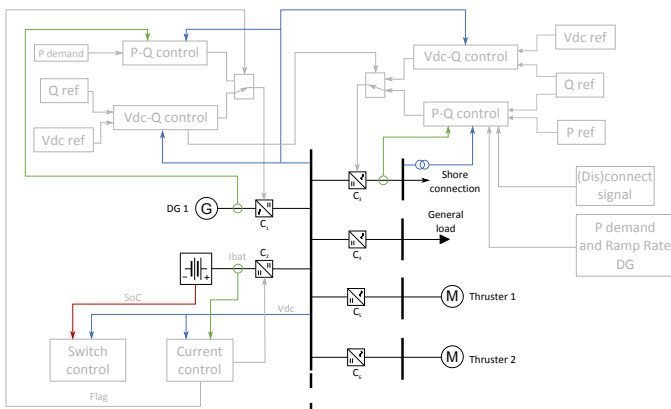 P demand
P-Q control
Q ref
Vdc-Q control
Vdc ref
Vdc-Q control
Vdc ref
Q ref
P-Q control
P ref
(Dis)connect
signal
P demand
and Ramp Rate
DG
DG 1
G
C1
C3
Shore
connection
General
load
C4
C2
Ibat
- +
SoC
Vdc
Switch
control
Current
control
Flag
C5
M
Thruster 1
C6
M
Thruster 2